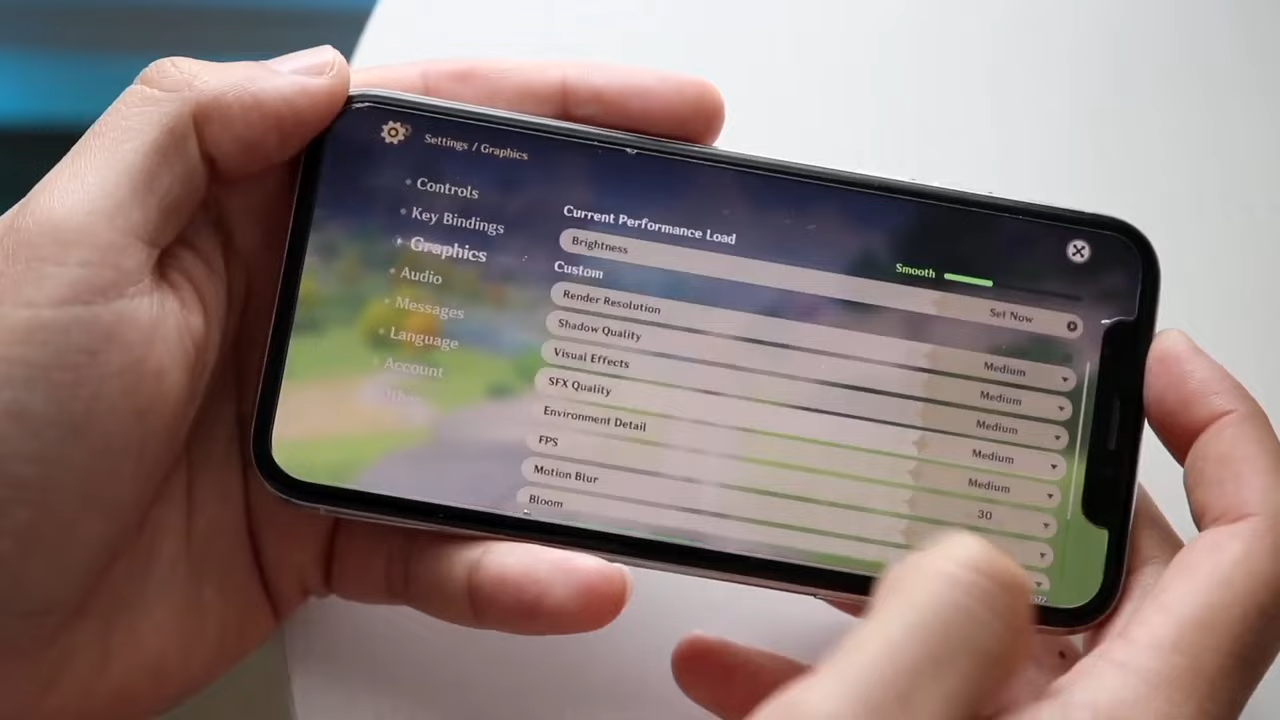 Settings / Graphics
Controls
Key Bindings
Graphics
Audio
Messages
Language
Account
Current Performance Load
Smooth
Brightness
Set Now
Custom
Render Resolution
Medium
Shadow Quality
Medium
Visual Effects
Medium
SFX Quality
Medium
Environment Detail
Medium
FPS
30
Motion Blur
Bloom